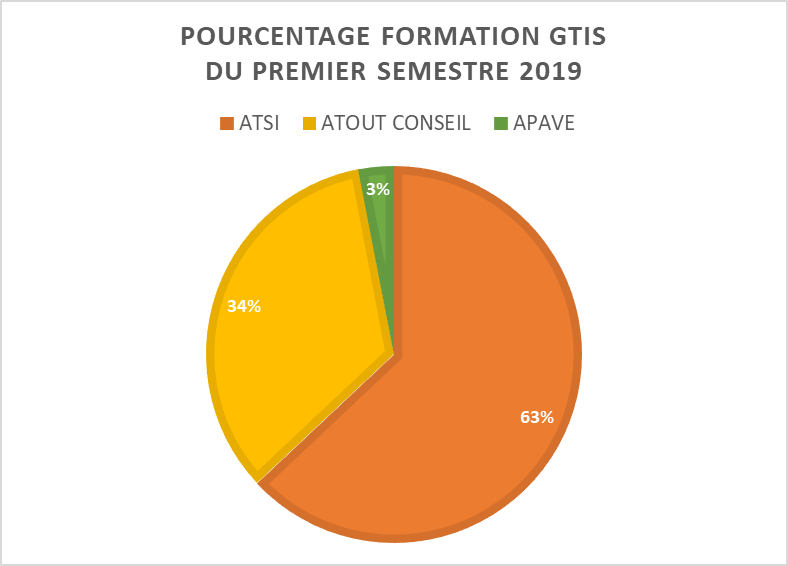 POURCENTAGE FORMATION GTIS
DU PREMIER SEMESTRE 2019
ATSI ATOUT CONSEIL APAVE
3%
34%
63%